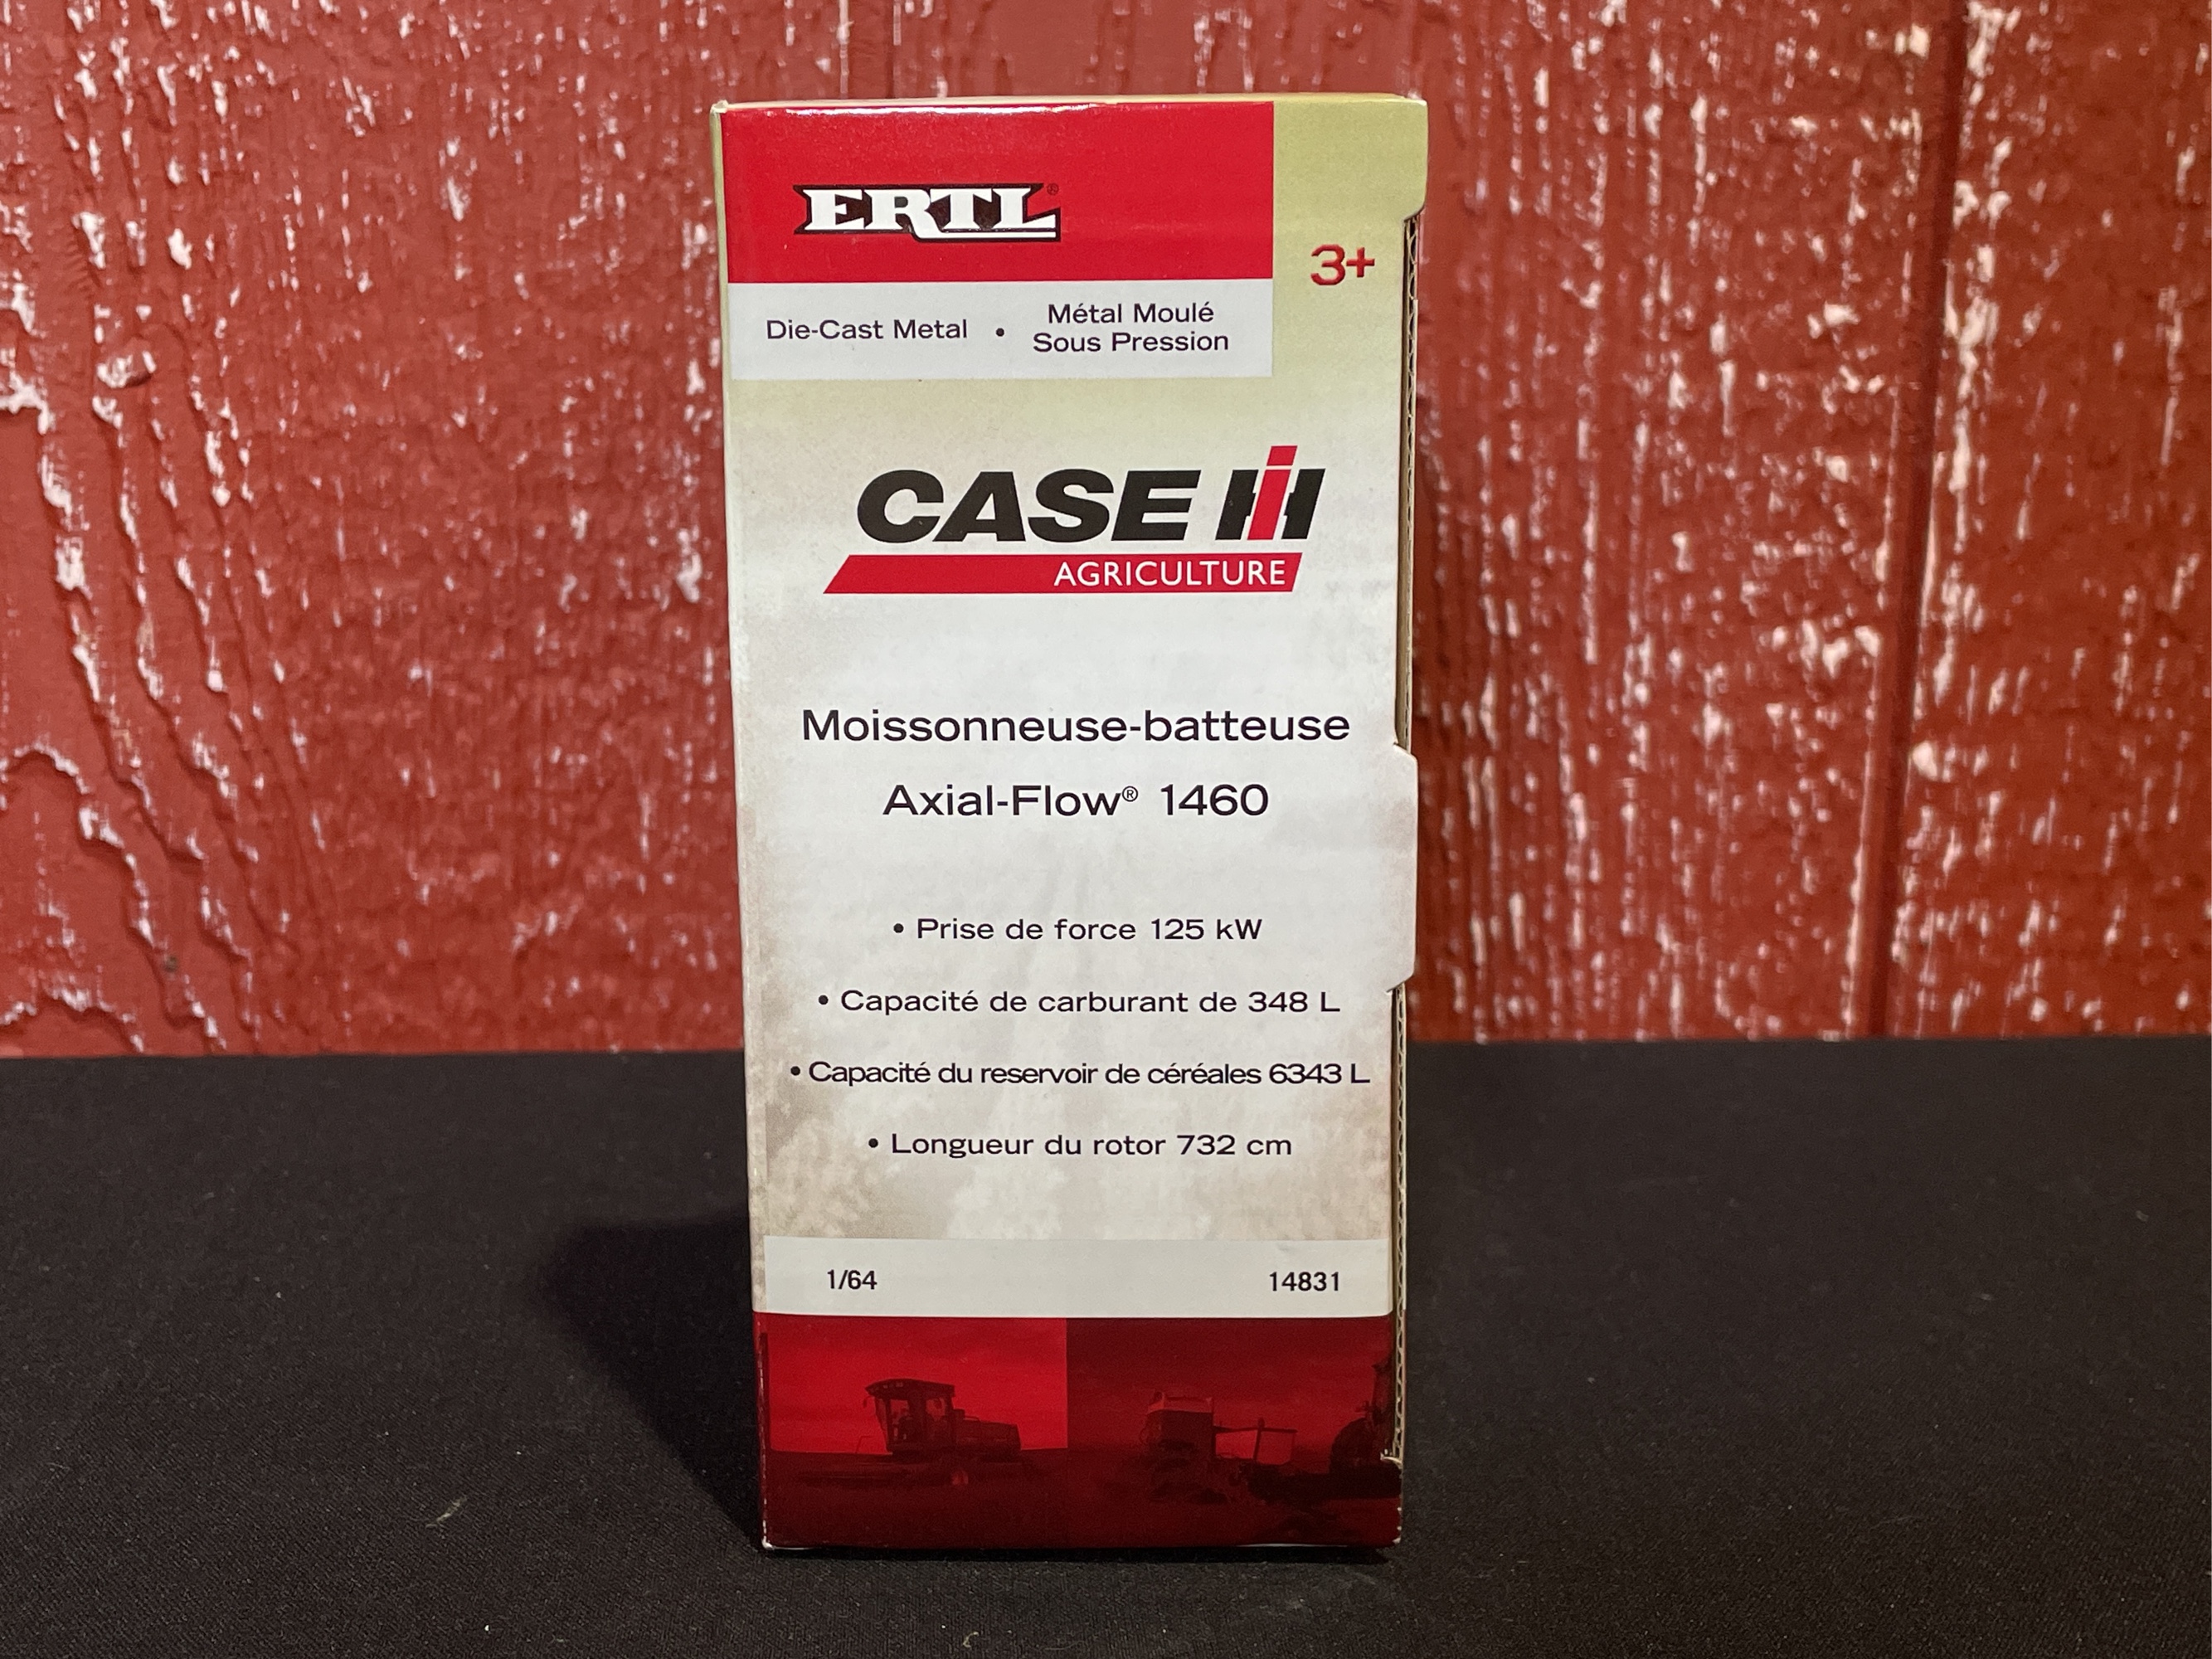 ERTL®
3+
Die-Cast Metal • Métal Moulé
Sous Pression
CASE IH
AGRICULTURE
Moissonneuse-batteuse
Axial-Flow® 1460
• Prise de force 125 kW
• Capacité de carburant de 348 L
• Capacité du reservoir de céréales 6343 L
• Longueur du rotor 732 cm
1/64 14831